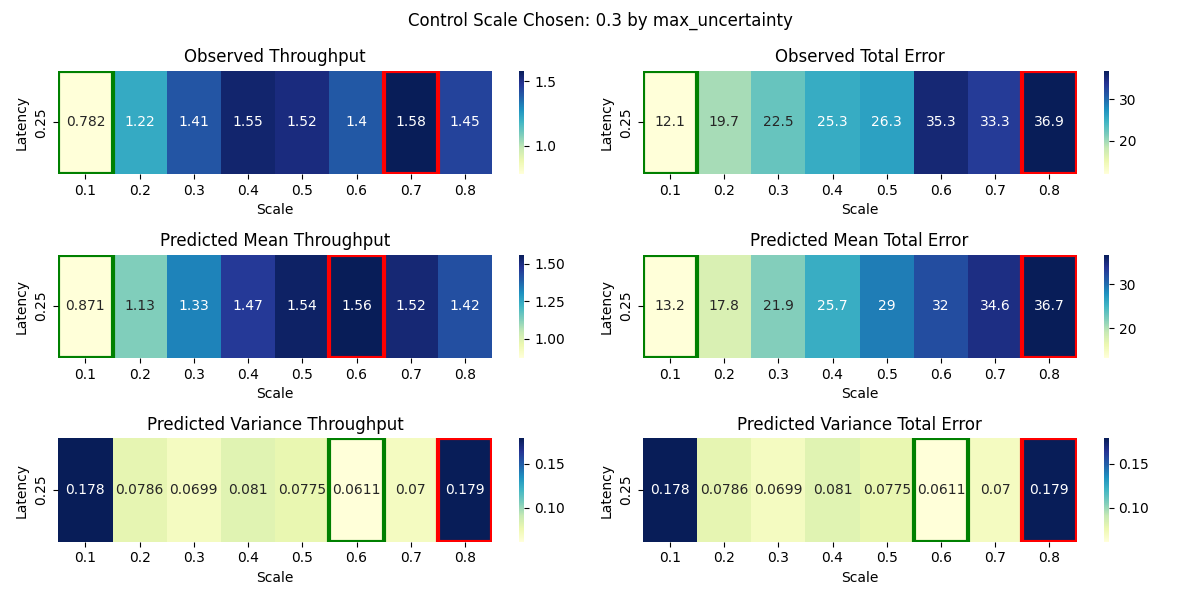 Control Scale Chosen: 0.3 by max_uncertainty
Observed Throughput
Latency
0.25
0.782 1.22 1.41 1.55 1.52 1.4 1.58 1.45
0.1 0.2 0.3 0.4 0.5 0.6 0.7 0.8
Scale
1.5
1.0
Observed Total Error
Latency
0.25
12.1 19.7 22.5 25.3 26.3 35.3 33.3 36.9
0.1 0.2 0.3 0.4 0.5 0.6 0.7 0.8
Scale
30
20
Predicted Mean Throughput
Latency
0.25
0.871 1.13 1.33 1.47 1.54 1.56 1.52 1.42
0.1 0.2 0.3 0.4 0.5 0.6 0.7 0.8
Scale
1.50
1.25
1.00
Predicted Mean Total Error
Latency
0.25
13.2 17.8 21.9 25.7 29 32 34.6 36.7
0.1 0.2 0.3 0.4 0.5 0.6 0.7 0.8
Scale
30
20
Predicted Variance Throughput
Latency
0.25
0.178 0.0786 0.0699 0.081 0.0775 0.0611 0.07 0.179
0.1 0.2 0.3 0.4 0.5 0.6 0.7 0.8
Scale
0.15
0.10
Predicted Variance Total Error
Latency
0.25
0.178 0.0786 0.0699 0.081 0.0775 0.0611 0.07 0.179
0.1 0.2 0.3 0.4 0.5 0.6 0.7 0.8
Scale
0.15
0.10